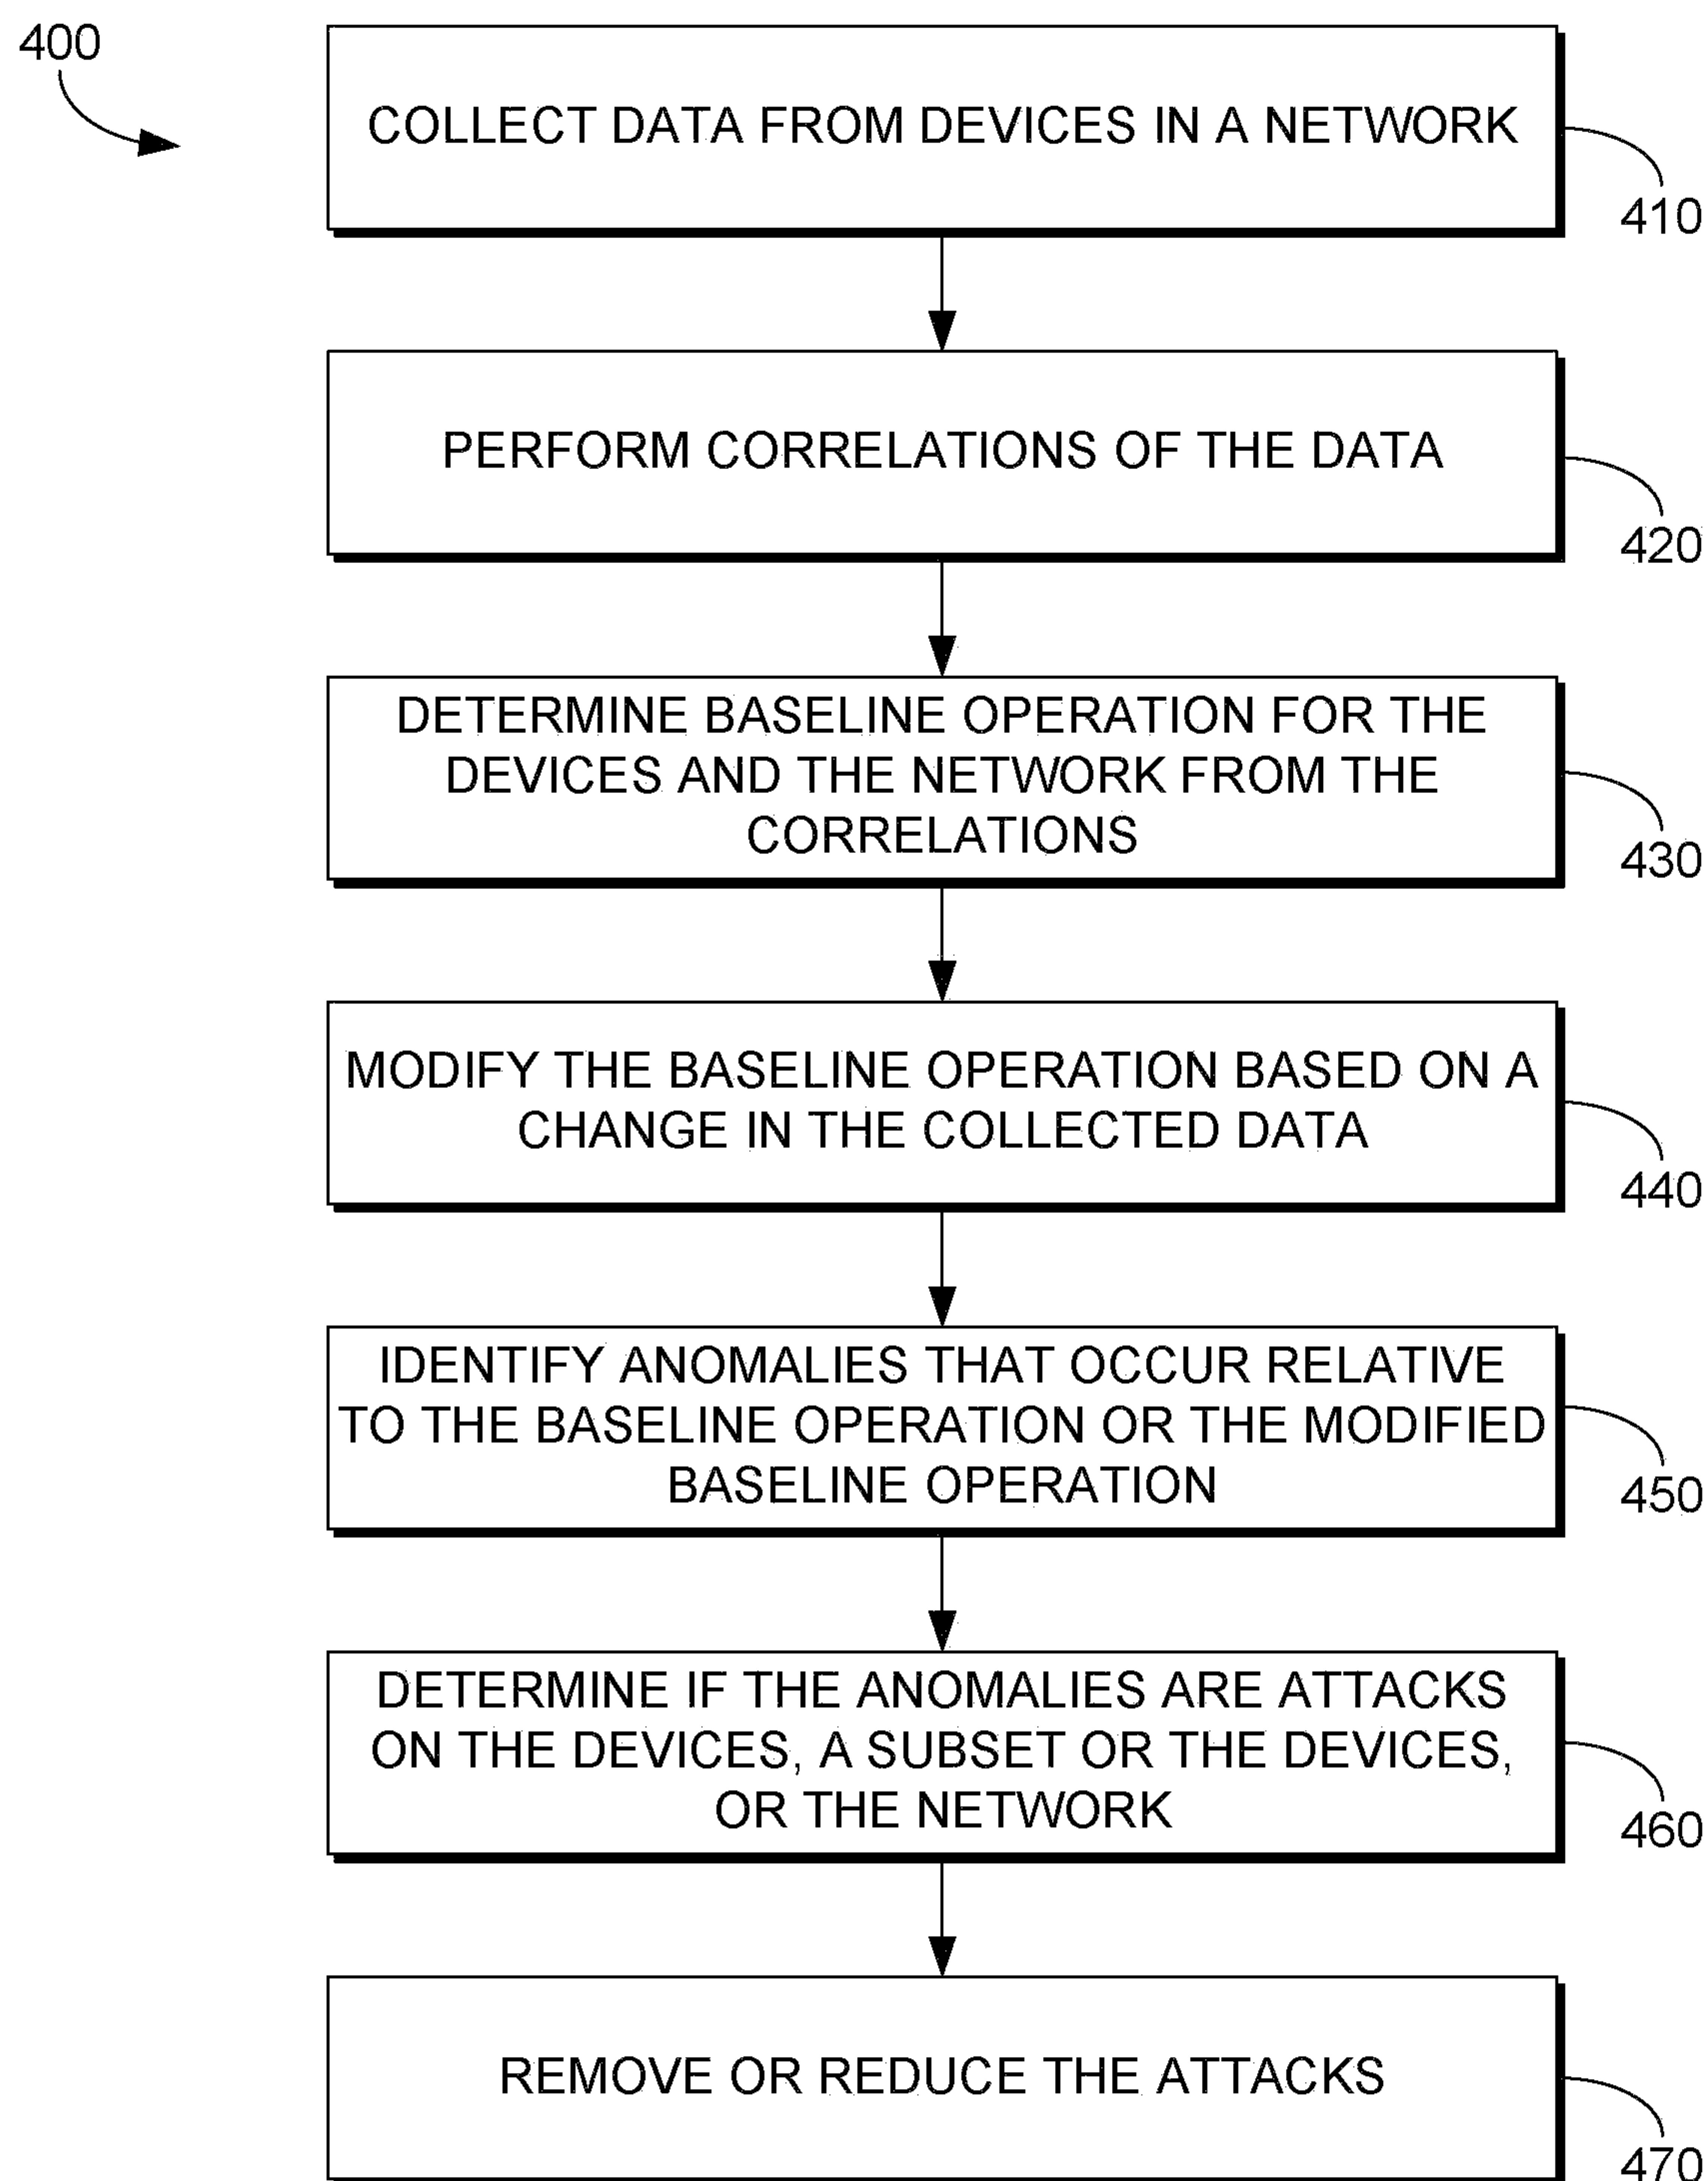 400
COLLECT DATA FROM DEVICES IN A NETWORK
410
PERFORM CORRELATIONS OF THE DATA
420
DETERMINE BASELINE OPERATION FOR THE
DEVICES AND THE NETWORK FROM THE
CORRELATIONS
430
MODIFY THE BASELINE OPERATION BASED ON A
CHANGE IN THE COLLECTED DATA
440
IDENTIFY ANOMALIES THAT OCCUR RELATIVE
TO THE BASELINE OPERATION OR THE MODIFIED
BASELINE OPERATION
450
DETERMINE IF THE ANOMALIES ARE ATTACKS
ON THE DEVICES, A SUBSET OR THE DEVICES,
OR THE NETWORK
460
REMOVE OR REDUCE THE ATTACKS
470